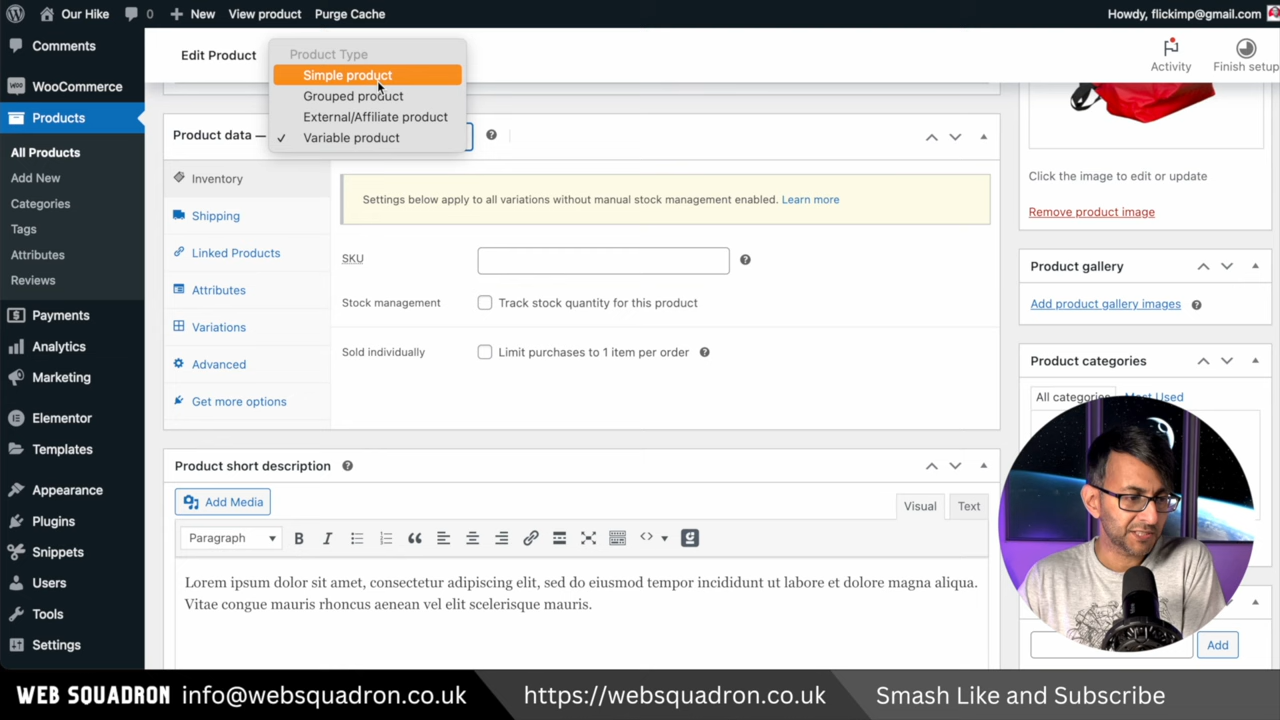 Our Hike
0
New
View product
Purge Cache
Howdy, flickimp@gmail.com
Comments
WooCommerce
Products
All Products
Add New
Categories
Tags
Attributes
Reviews
Payments
Analytics
Marketing
Elementor
Templates
Appearance
Plugins
Snippets
Users
Tools
Settings
Edit Product
Product Type
Simple product
Grouped product
External/Affiliate product
✓ Variable product
Activity
Finish setup
Product data —
Inventory
Shipping
Linked Products
Attributes
Variations
Advanced
Get more options
Settings below apply to all variations without manual stock management enabled. Learn more
SKU
Stock management
Track stock quantity for this product
Sold individually
Limit purchases to 1 item per order
Product short description
Add Media
Visual
Text
Paragraph
Lorem ipsum dolor sit amet, consectetur adipiscing elit, sed do eiusmod tempor incididunt ut labore et dolore magna aliqua.
Vitae congue mauris rhoncus aenean vel elit scelerisque mauris.
Click the image to edit or update
Remove product image
Product gallery
Add product gallery images
Product categories
All categories
Most Used
Add
WEB SQUADRON info@websquadron.co.uk
https://websquadron.co.uk
Smash Like and Subscribe